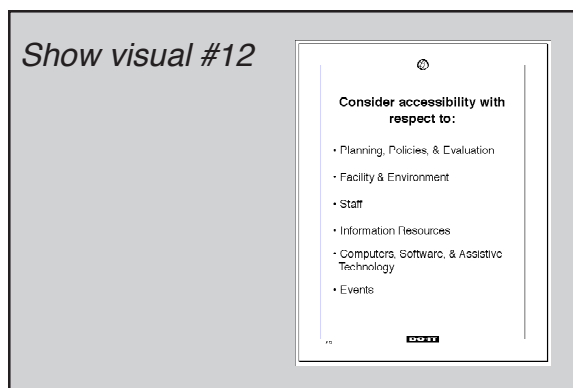 Show visual #12
Consider accessibility with
respect to:
• Planning, Policies, & Evaluation
• Facility & Environment
• Staff
• Information Resources
• Computers, Software, & Assistive
Technology
• Events
DO-IT